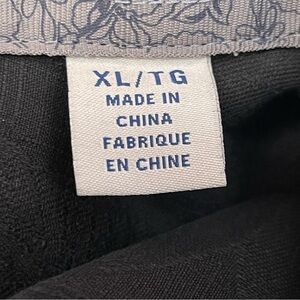 XL/TG
MADE IN
CHINA
FABRIQUE
EN CHINE